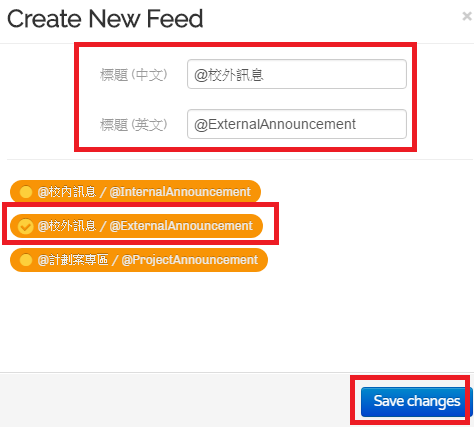 Create New Feed
×
標題 (中文) @校外訊息
標題 (英文) @ExternalAnnouncement
@校內訊息 / @InternalAnnouncement
@校外訊息 / @ExternalAnnouncement
@計劃案專區 / @ProjectAnnouncement
Save changes